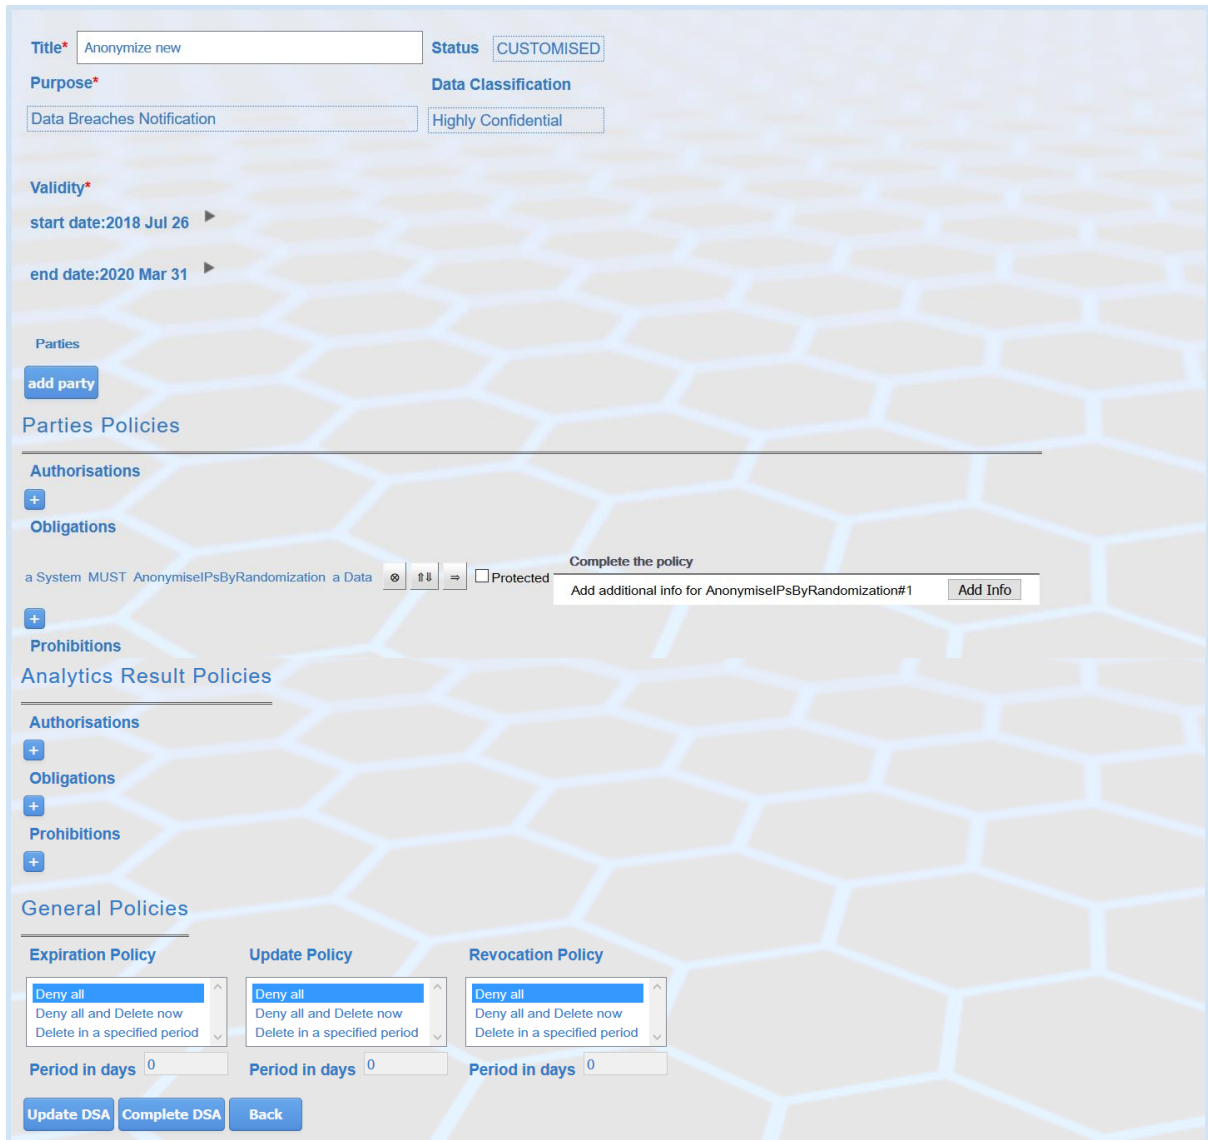 Title* Anonymize new Status CUSTOMISED
Purpose* Data Classification
Data Breaches Notification Highly Confidential
Validity*
start date:2018 Jul 26
end date:2020 Mar 31
Parties
add party
Parties Policies
Authorisations
+
Obligations
Complete the policy
a System MUST AnonymiseIPsByRandomization a Data ⊗ ⇑⇓ ⇒ Protected
Add additional info for AnonymiseIPsByRandomization#1 Add Info
+
Prohibitions
Analytics Result Policies
Authorisations
+
Obligations
+
Prohibitions
+
General Policies
Expiration Policy Update Policy Revocation Policy
Deny all Deny all Deny all
Deny all and Delete now Deny all and Delete now Deny all and Delete now
Delete in a specified period Delete in a specified period Delete in a specified period
Period in days 0 Period in days 0 Period in days 0
Update DSA Complete DSA Back